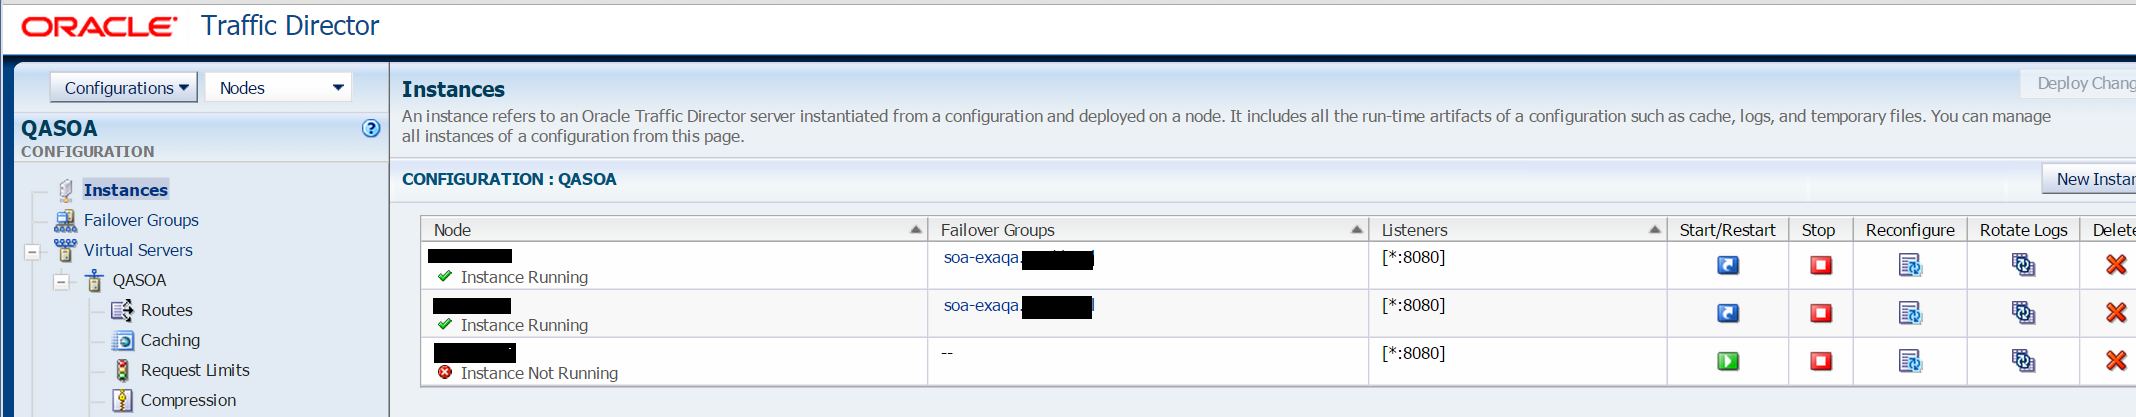 ORACLE Traffic Director
Configurations Nodes
QASOA
CONFIGURATION
Instances
Failover Groups
Virtual Servers
QASOA
Routes
Caching
Request Limits
Compression
Instances
Deploy Chang
An instance refers to an Oracle Traffic Director server instantiated from a configuration and deployed on a node. It includes all the run-time artifacts of a configuration such as cache, logs, and temporary files. You can manage
all instances of a configuration from this page.
CONFIGURATION : QASOA
New Instan
Node Failover Groups Listeners Start/Restart Stop Reconfigure Rotate Logs Delete
soa-exaqa. [*:8080]
Instance Running
soa-exaqa. [*:8080]
Instance Running
-- [*:8080]
Instance Not Running